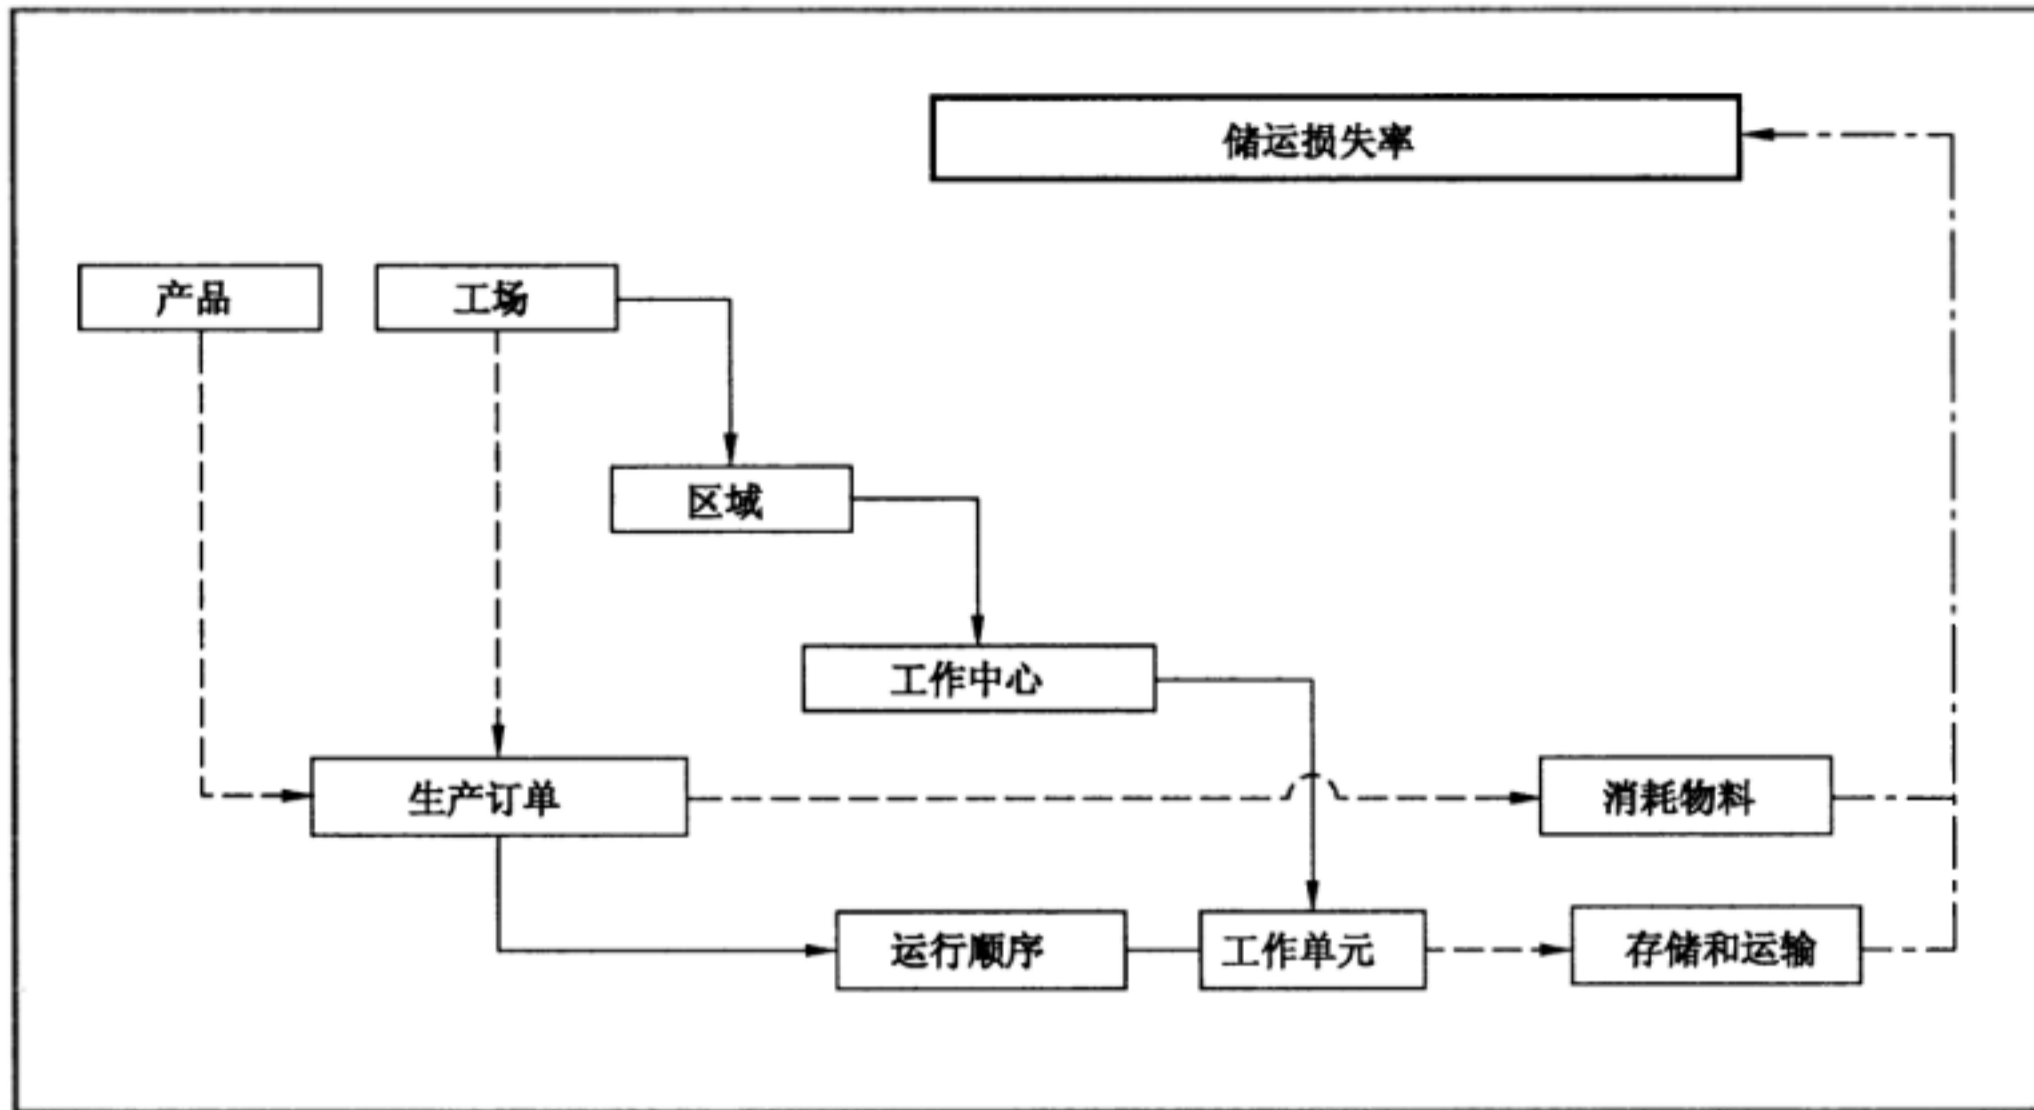 储运损失率
产品
工场
区域
工作中心
生产订单
消耗物料
运行顺序
工作单元
存储和运输